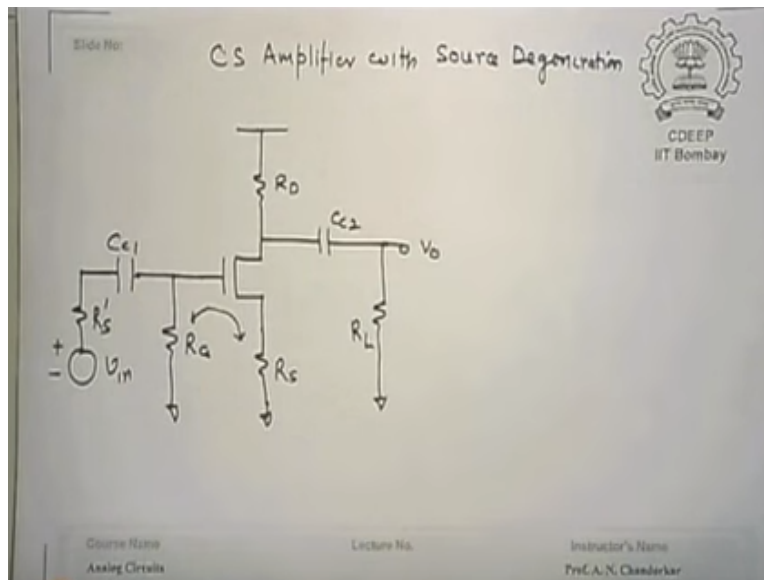 Slide No:
CS Amplifier with Source Degeneration
CDEEP
IIT Bombay
RD
Cc2
Vo
Cc1
Rs'
RG
RL
+
-
Vin
Rs
Course Name
Lecture No.
Instructor's Name
Analog Circuits
Prof. A. N. Chandorkar